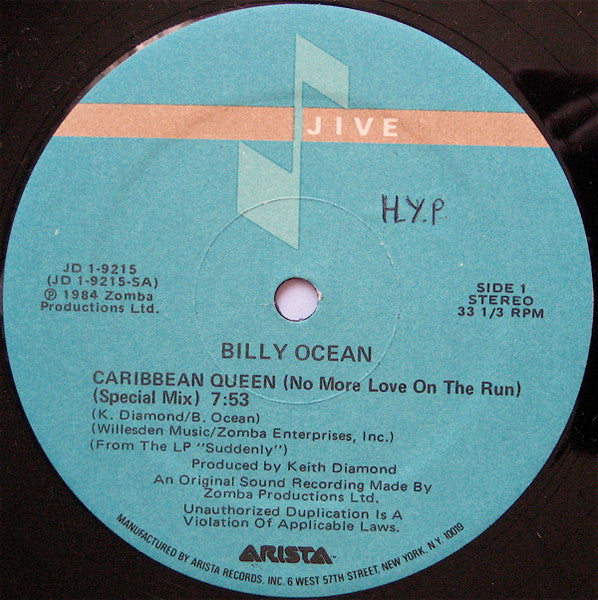 JIVE
H.Y.P
JD 1-9215
(JD 1-9215-SA)
Ⓟ 1984 Zomba
Productions Ltd.
SIDE 1
STEREO
33 1/3 RPM
BILLY OCEAN
CARIBBEAN QUEEN (No More Love On The Run)
(Special Mix) 7:53
(K. Diamond/B. Ocean)
(Willesden Music/Zomba Enterprises, Inc.)
(From The LP "Suddenly")
Produced by Keith Diamond
An Original Sound Recording Made By
Zomba Productions Ltd.
Unauthorized Duplication Is A
Violation Of Applicable Laws.
ARISTA™
MANUFACTURED BY ARISTA RECORDS, INC. 6 WEST 57TH STREET, NEW YORK, N.Y. 10019